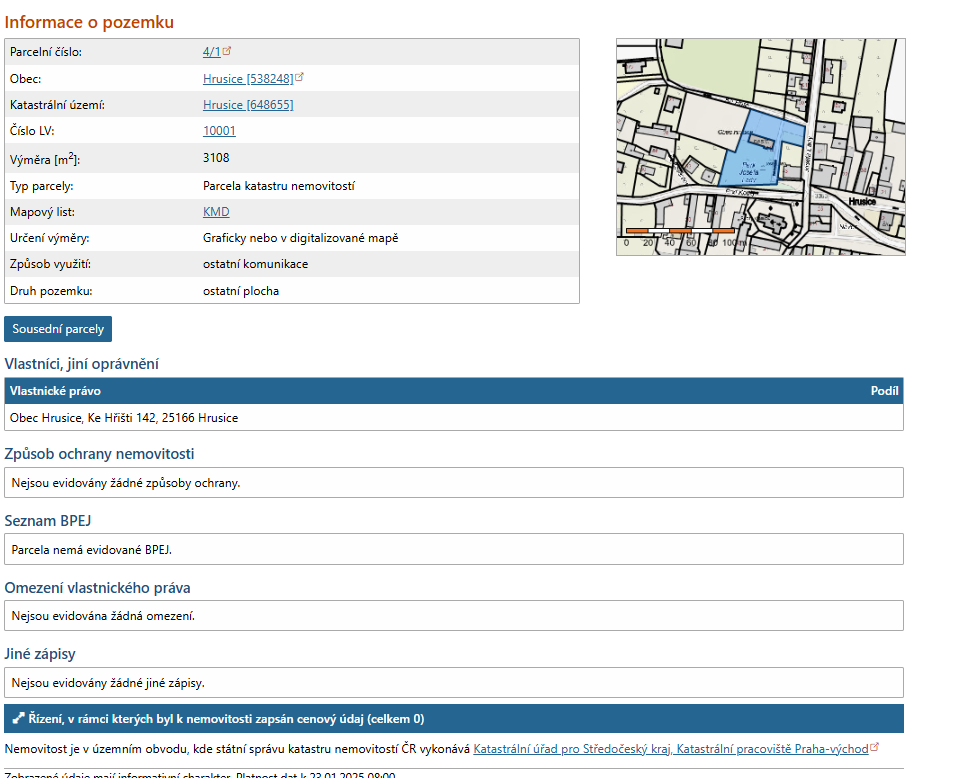 Informace o pozemku
Parcelní číslo: 4/1
Obec: Hrusice [538248]
Katastrální území: Hrusice [648655]
Číslo LV: 10001
Výměra [m2]: 3108
Typ parcely: Parcela katastru nemovitostí
Mapový list: KMD
Určení výměry: Graficky nebo v digitalizované mapě
Způsob využití: ostatní komunikace
Druh pozemku: ostatní plocha
Hrusice
0 20 40 60 80 100 m
Sousední parcely
Vlastníci, jiní oprávnění
Vlastnické právo Podíl
Obec Hrusice, Ke Hřišti 142, 25166 Hrusice
Způsob ochrany nemovitosti
Nejsou evidovány žádné způsoby ochrany.
Seznam BPEJ
Parcela nemá evidované BPEJ.
Omezení vlastnického práva
Nejsou evidována žádná omezení.
Jiné zápisy
Nejsou evidovány žádné jiné zápisy.
Řízení, v rámci kterých byl k nemovitosti zapsán cenový údaj (celkem 0)
Nemovitost je v územním obvodu, kde státní správu katastru nemovitostí ČR vykonává Katastrální úřad pro Středočeský kraj, Katastrální pracoviště Praha-východ
Zobrazené údaje mají informativní charakter. Platnost dat k 23.01.2025 08:00.